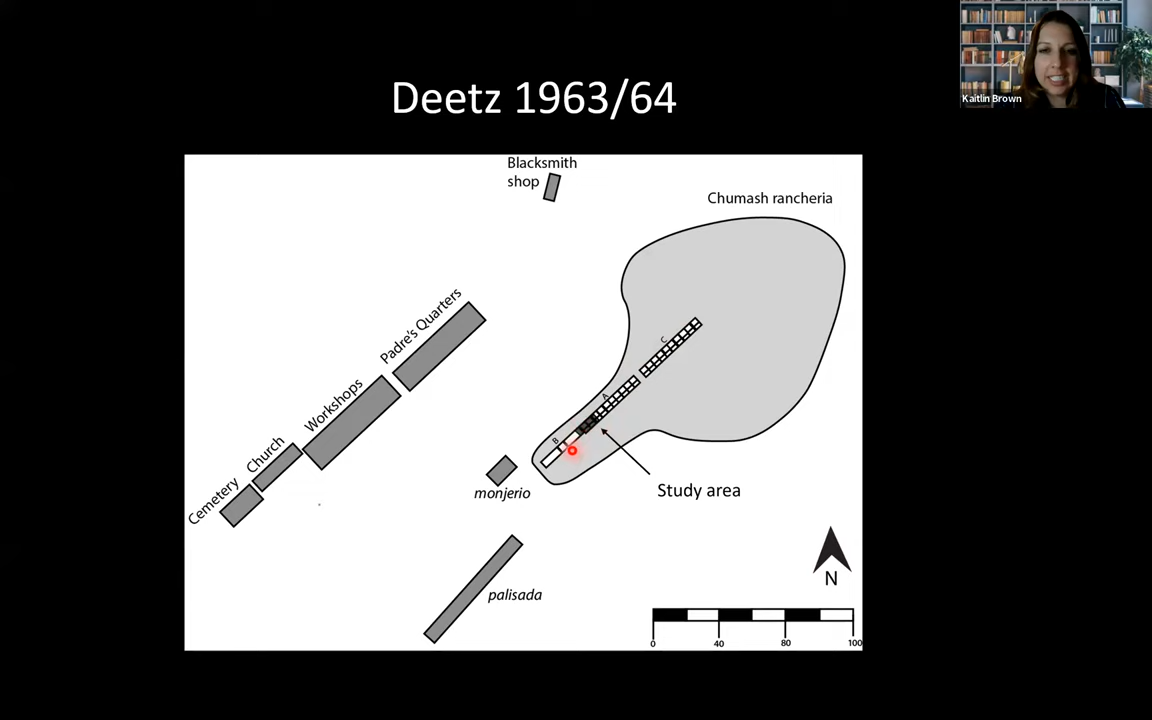 Kaitlin Brown
Deetz 1963/64
Blacksmith
shop
Chumash rancheria
Padre's Quarters
Workshops
Church
Cemetery
C
A
B
monjerio
Study area
palisada
N
0 40 80 100